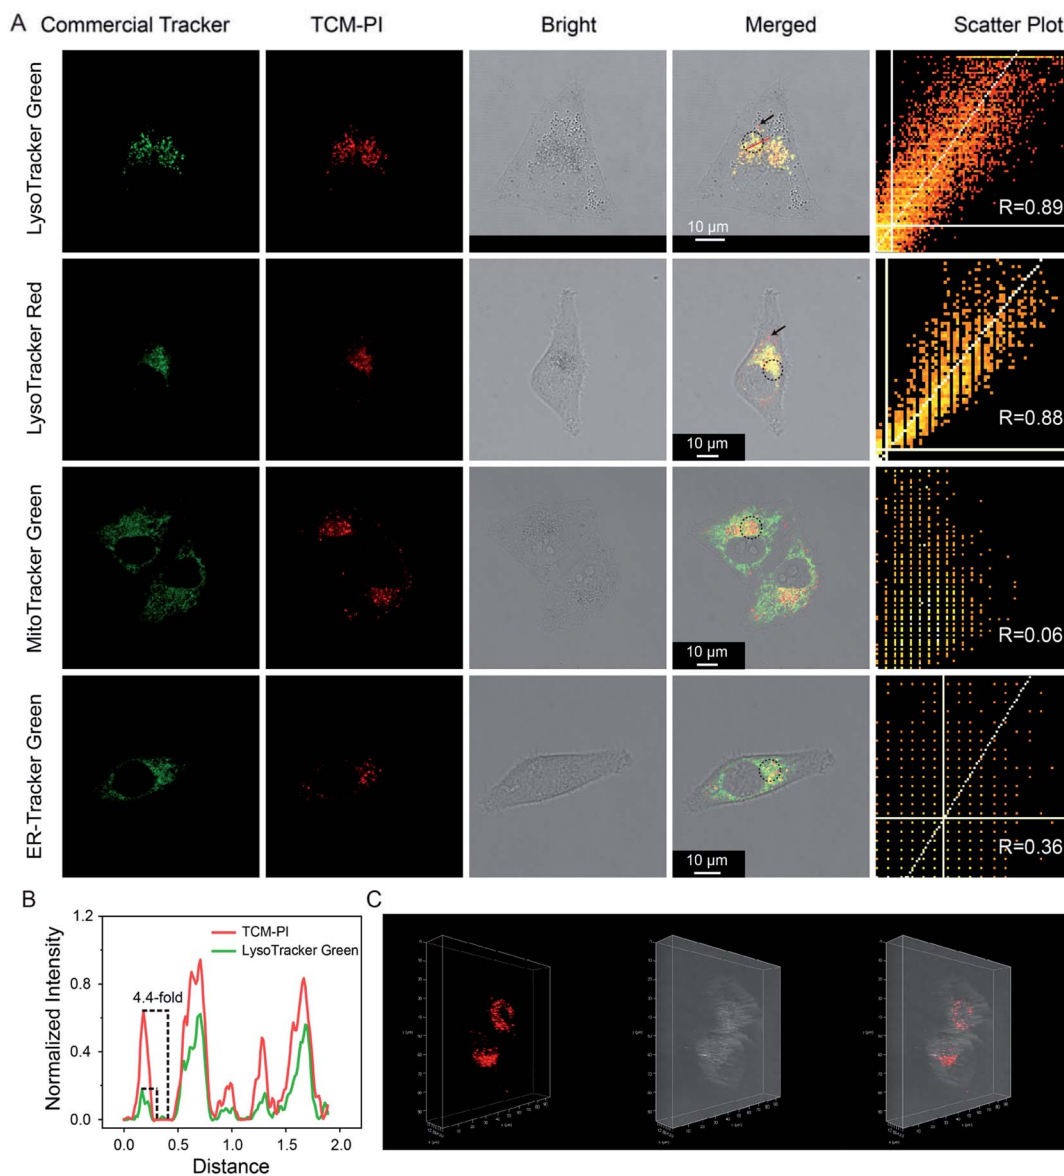 A Commercial Tracker TCM-PI Bright Merged Scatter Plot
LysoTracker Green
10 μm
R=0.89
LysoTracker Red
10 μm
R=0.88
MitoTracker Green
10 μm
R=0.06
ER-Tracker Green
10 μm
R=0.36
B
1.2
0.8
0.4
0.0
Normalized Intensity
TCM-PI
LysoTracker Green
4.4-fold
0.0 0.5 1.0 1.5 2.0
Distance
C